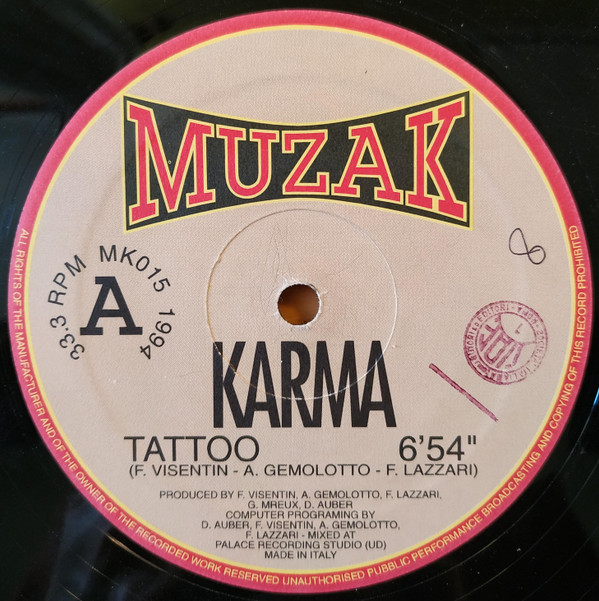 MUZAK
33.3 RPM MK015 1994
A
8
KARMA
TATTOO 6'54"
(F. VISENTIN - A. GEMOLOTTO - F. LAZZARI)
PRODUCED BY F. VISENTIN, A. GEMOLOTTO, F. LAZZARI,
G. MREUX, D. AUBER
COMPUTER PROGRAMING BY
D. AUBER, F. VISENTIN, A. GEMOLOTTO,
F. LAZZARI - MIXED AT
PALACE RECORDING STUDIO (UD)
MADE IN ITALY
ALL RIGHTS OF THE MANUFACTURER AND OF THE OWNER OF THE RECORDED WORK RESERVED UNAUTHORISED PUBBLIC PERFORMANCE BROADCASTING AND COPYING OF THIS RECORD PROHIBITED